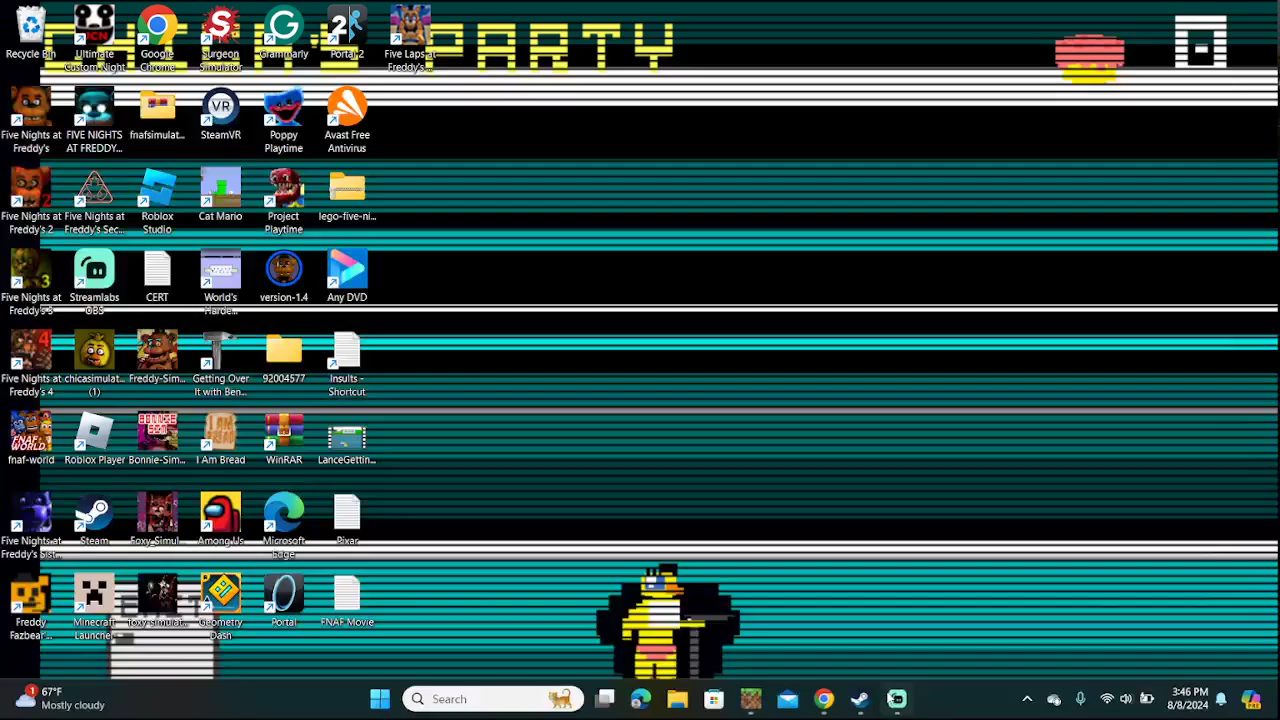 CHICA'S PARTY
0
Recycle Bin
Ultimate
Custom Night
Google
Chrome
Surgeon
Simulator
Grammarly
Portal 2
Five Laps at
Freddy's...
Five Nights at
Freddy's
FIVE NIGHTS
AT FREDDY...
fnafsimulat...
SteamVR
Poppy
Playtime
Avast Free
Antivirus
Five Nights at
Freddy's 2
Five Nights at
Freddy's Sec...
Roblox
Studio
Cat Mario
Project
Playtime
lego-five-ni...
Five Nights at
Freddy's 3
Streamlabs
OBS
CERT
World's
Harde...
version-1.4
Any DVD
Five Nights at
Freddy's 4
chicasimulat...
(1)
Freddy-Sim...
Getting Over
It with Ben...
92004577
Insults -
Shortcut
fnaf-world
Roblox Player
Bonnie-Sim...
I Am Bread
WinRAR
LanceGettin...
Five Nights at
Freddy's Sist...
Steam
Foxy_Simul...
Among Us
Microsoft
Edge
Pixar
Freddy
Fazbear'...
Minecraft
Launcher
foxy-simulat...
Geometry
Dash
Portal
FNAF Movie
1
67°F
Mostly cloudy
Search
3:46 PM
8/8/2024